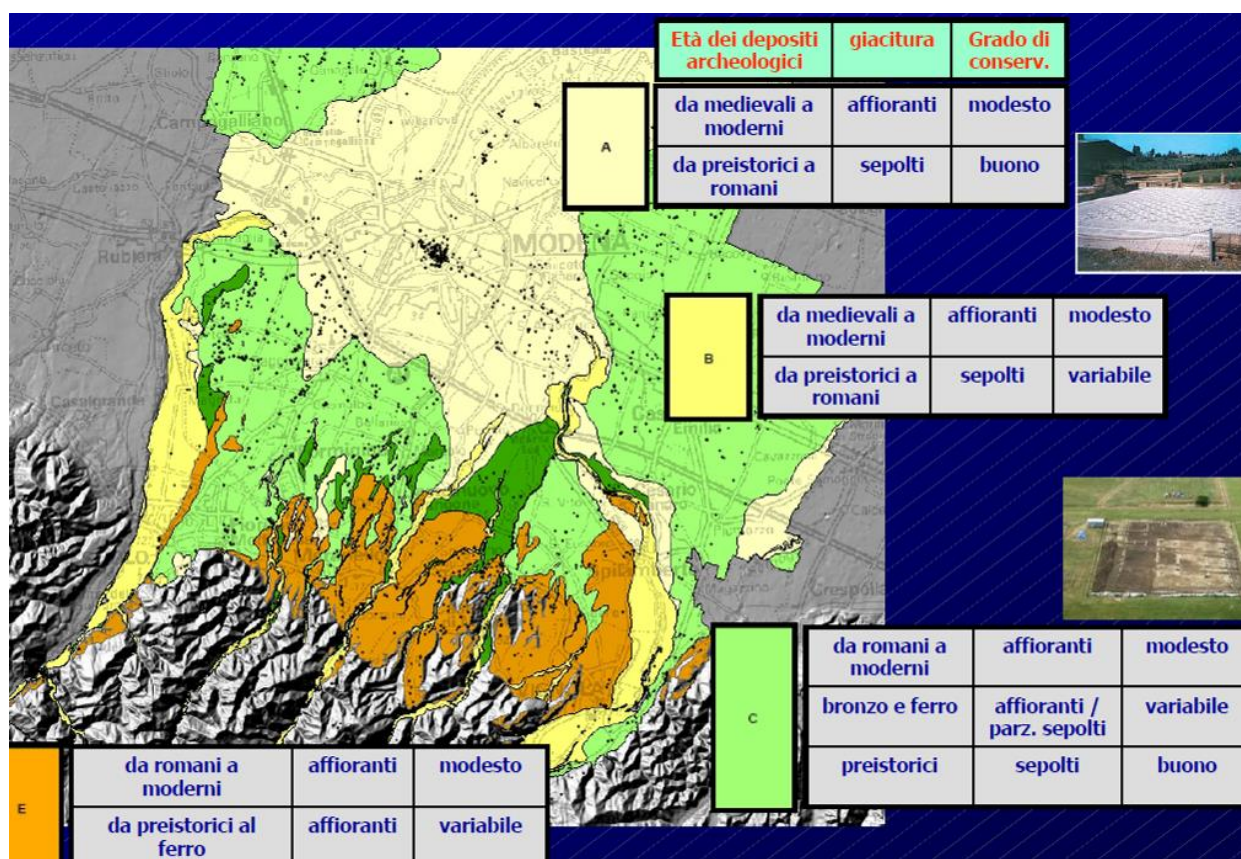 Età dei depositi
archeologici
giacitura
Grado di
conserv.
A
da medievali a
moderni
affioranti
modesto
da preistorici a
romani
sepolti
buono
Campogalliano
MODENA
Rubiera
Casalgrande
B
da medievali a
moderni
affioranti
modesto
da preistorici a
romani
sepolti
variabile
Emilia
C
da romani a
moderni
affioranti
modesto
bronzo e ferro
affioranti /
parz. sepolti
variabile
preistorici
sepolti
buono
E
da romani a
moderni
affioranti
modesto
da preistorici al
ferro
affioranti
variabile